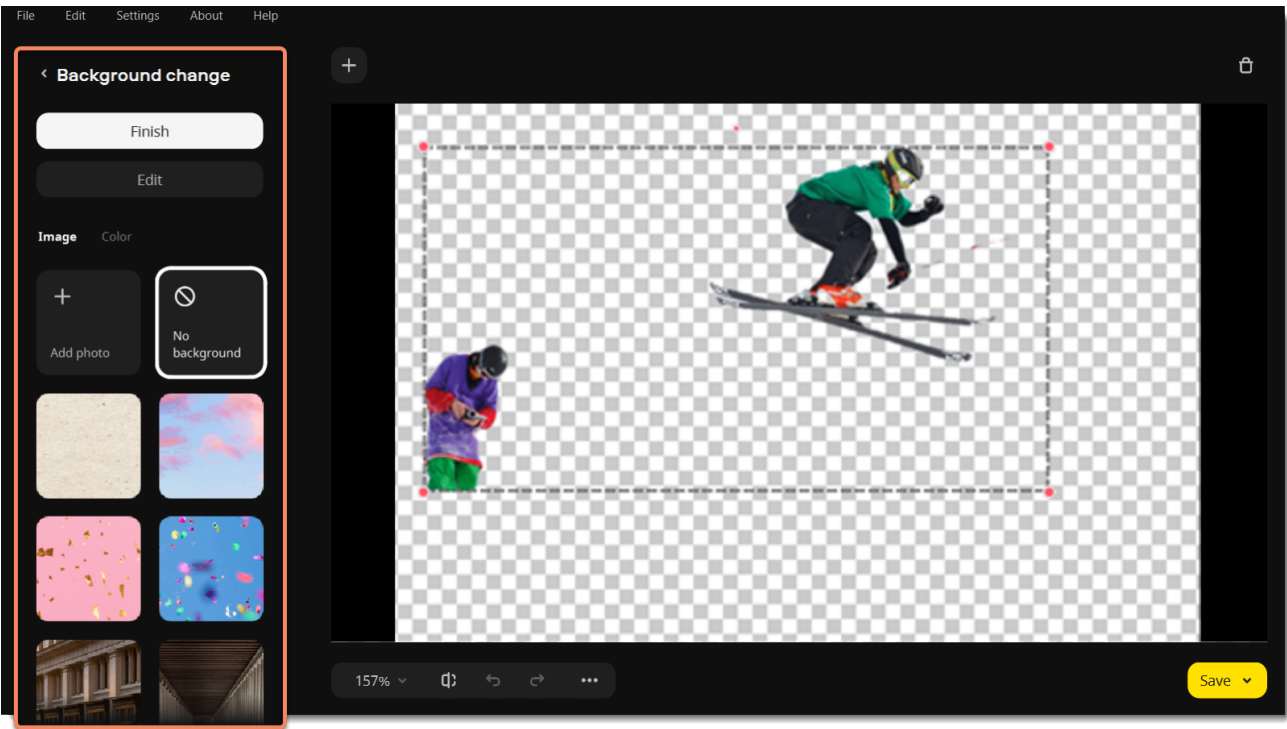 File Edit Settings About Help
Background change
Finish
Edit
Image Color
Add photo
No
background
157%
Save